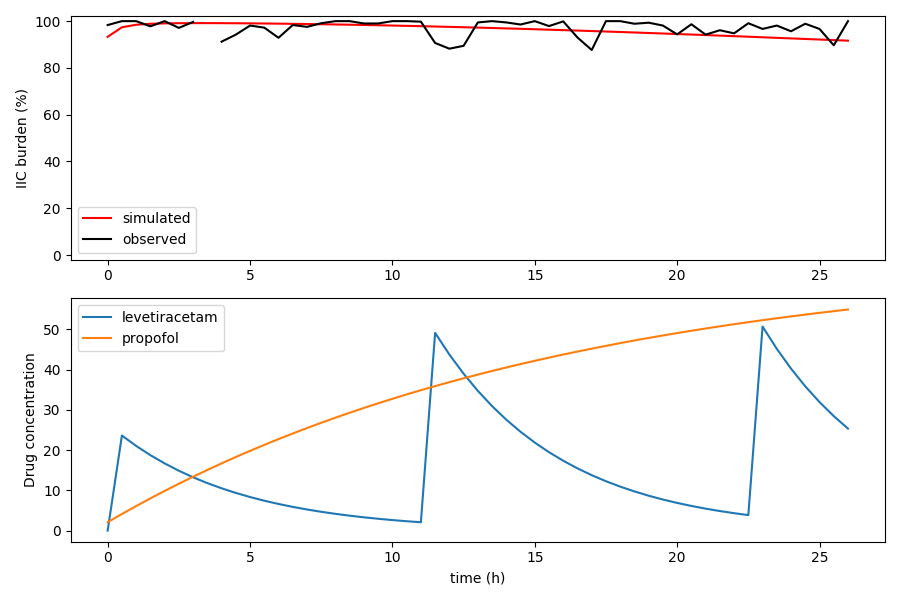 IIC burden (%)
100
80
60
40
20
0
simulated
observed
0 5 10 15 20 25
Drug concentration
50
40
30
20
10
0
levetiracetam
propofol
0 5 10 15 20 25
time (h)